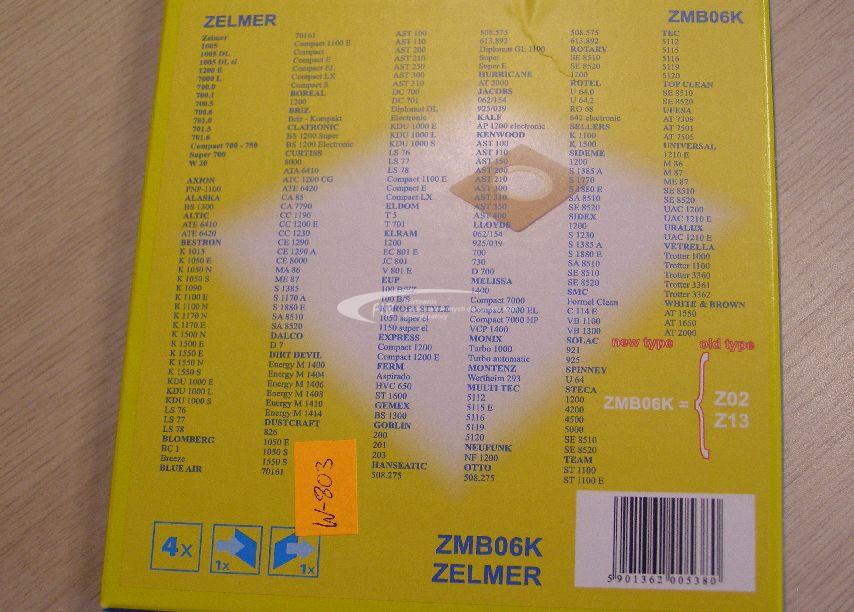 ZELMER
ZMB06K
Zelmer
1005
1005 DL
1005 DL el
1200 E
7000 L
700.0
700.1
700.5
700.6
701.0
701.5
701.6
Compact 700 - 750
Super 700
W 20
AXION
PNP-1100
ALASKA
BS 1300
ALTIC
ATE 6410
ATE 6420
BESTRON
K 1015
K 1050 N
K 1050 S
K 1090
K 1100 E
K 1100 N
K 1170 N
K 1170 E
K 1500 N
K 1500 E
K 1550 E
K 1550 N
K 1550 S
KDU 1000 E
KDU 1000 L
KDU 1000 S
LS 76
LS 77
LS 78
BLOMBERG
BC 1
Breeze
BLUE AIR
70161
Compact 1100 E
Compact
Compact E
Compact EL
Compact LX
Compact S
BOREAL
1200
BRIZ
Briz - Kompakt
CLATRONIC
BS 1200 Super
BS 1200 Electronic
CURTISS
8000
ATA 6410
ATC 1200 CG
ATE 6420
CA 85
CA 7790
CC 1190
CC 1200 E
CC 1230
CE 1290
CE 1290 A
CE 8000
MA 86
ME 87
S 1385
S 1170 A
S 1880 E
SA 8510
SA 8520
DALCO
D 7
DIRT DEVIL
Energy M 1400
Energy M 1404
Energy M 1406
Energy M 1408
Energy M 1410
Energy M 1414
DUSTCRAFT
826
1050 E
1050 S
1550 S
70161
AST 100
AST 110
AST 200
AST 210
AST 250
AST 300
AST 310
DC 700
DC 701
Diplomat GL
Electronic
KDU 1000 E
KDU 1000 L
LS 76
LS 77
LS 78
Compact 1100 E
Compact E
Compact LX
ELDOM
T 5
T 701
ELRAM
1200
EC 801 E
JC 801
V 801 E
EUP
100 B/S
EUROPA STYLE
1050 super el
1150 super el
EXPRESS
Compact 1200
Compact 1200 E
FERM
Aspirado
HVC 650
ST 1600
GEMEX
BS 1300
GOBLIN
200
201
203
HANSEATIC
508.275
508.575
613.892
Diplomat GL 1100
Super
Super E
HURRICANE
AT 2000
JACOBS
062/154
925/039
KALF
AP 1200 electronic
KENWOOD
AST 100
AST 110
AST 150
AST 200
AST 210
AST 300
AST 310
AST 350
AST 400
LLOYDS
062/154
925/039
700
730
D 700
MELISSA
1400
Compact 7000
Compact 7000 EL
Compact 7000 HP
VCP 1400
MONIX
Turbo 1000
Turbo automatic
MONTENZ
Wertheim 293
MULTI TEC
5112
5115 E
5116
5119
5120
NEUFUNK
NF 1200
OTTO
508.275
508.575
613.892
ROTARY
SE 8510
SE 8520
1200
ROTEL
U 64.0
U 64.2
RO 68
642 electronic
SELLERS
K 1100
K 1500
SIDEME
1200
S 1385 A
S 1770
S 1880 E
SA 8510
SE 8520
SIDEX
1200
S 1230
S 1385 A
S 1880 E
SA 8510
SE 8510
SE 8520
SMC
Formel Clean
C 114 E
VB 1100
VB 1300
SOLAC
921
925
SPINNEY
U 64
STECA
1200
4200
4500
5000
SE 8510
SE 8520
TEAM
ST 1100
ST 1100 E
TEC
5112
5115
5116
5119
5120
TOP CLEAN
SE 8510
SE 8520
UFESA
AT 7309
AT 7501
AT 7505
UNIVERSAL
1210 E
M 86
M 87
ME 87
SE 8510
SE 8520
UAC 1200
UAC 1210 E
URALUX
UAC 1210 E
VETRELLA
Trotter 1000
Trotter 1100
Trotter 3360
Trotter 3361
Trotter 3362
WHITE & BROWN
AT 1550
AT 1650
AT 2000
new type old type
ZMB06K = Z02
Z13
W-803
4x
1x
1x
ZMB06K
ZELMER
5 901362 005380